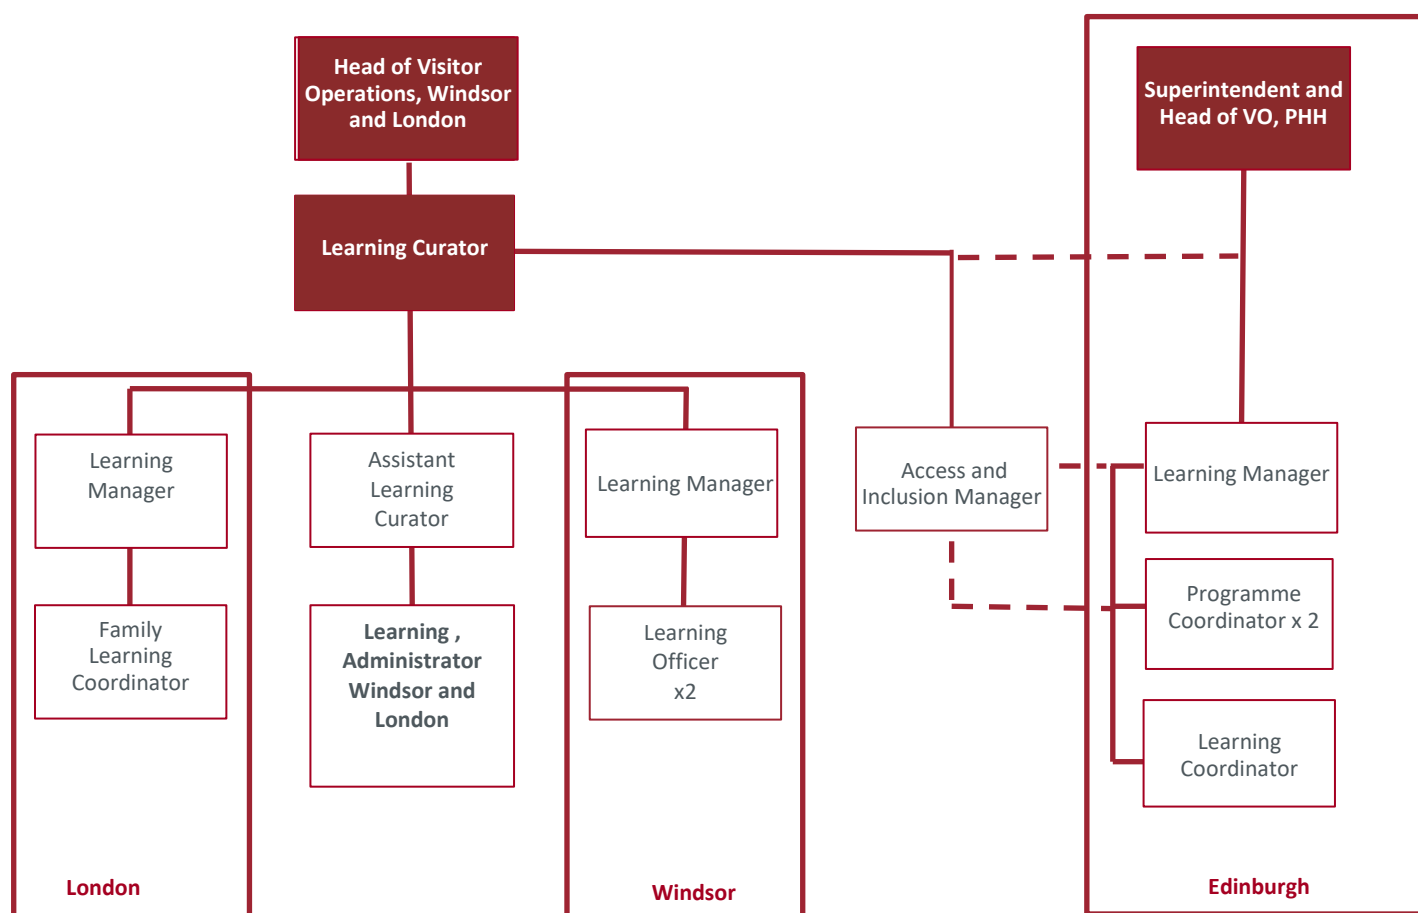 Head of Visitor
Operations, Windsor
and London
Superintendent and
Head of VO, PHH
Learning Curator
Learning
Manager
Assistant
Learning
Curator
Learning Manager
Access and
Inclusion Manager
Learning Manager
Family
Learning
Coordinator
Learning ,
Administrator
Windsor and
London
Learning
Officer
x2
Programme
Coordinator x 2
Learning
Coordinator
London
Windsor
Edinburgh